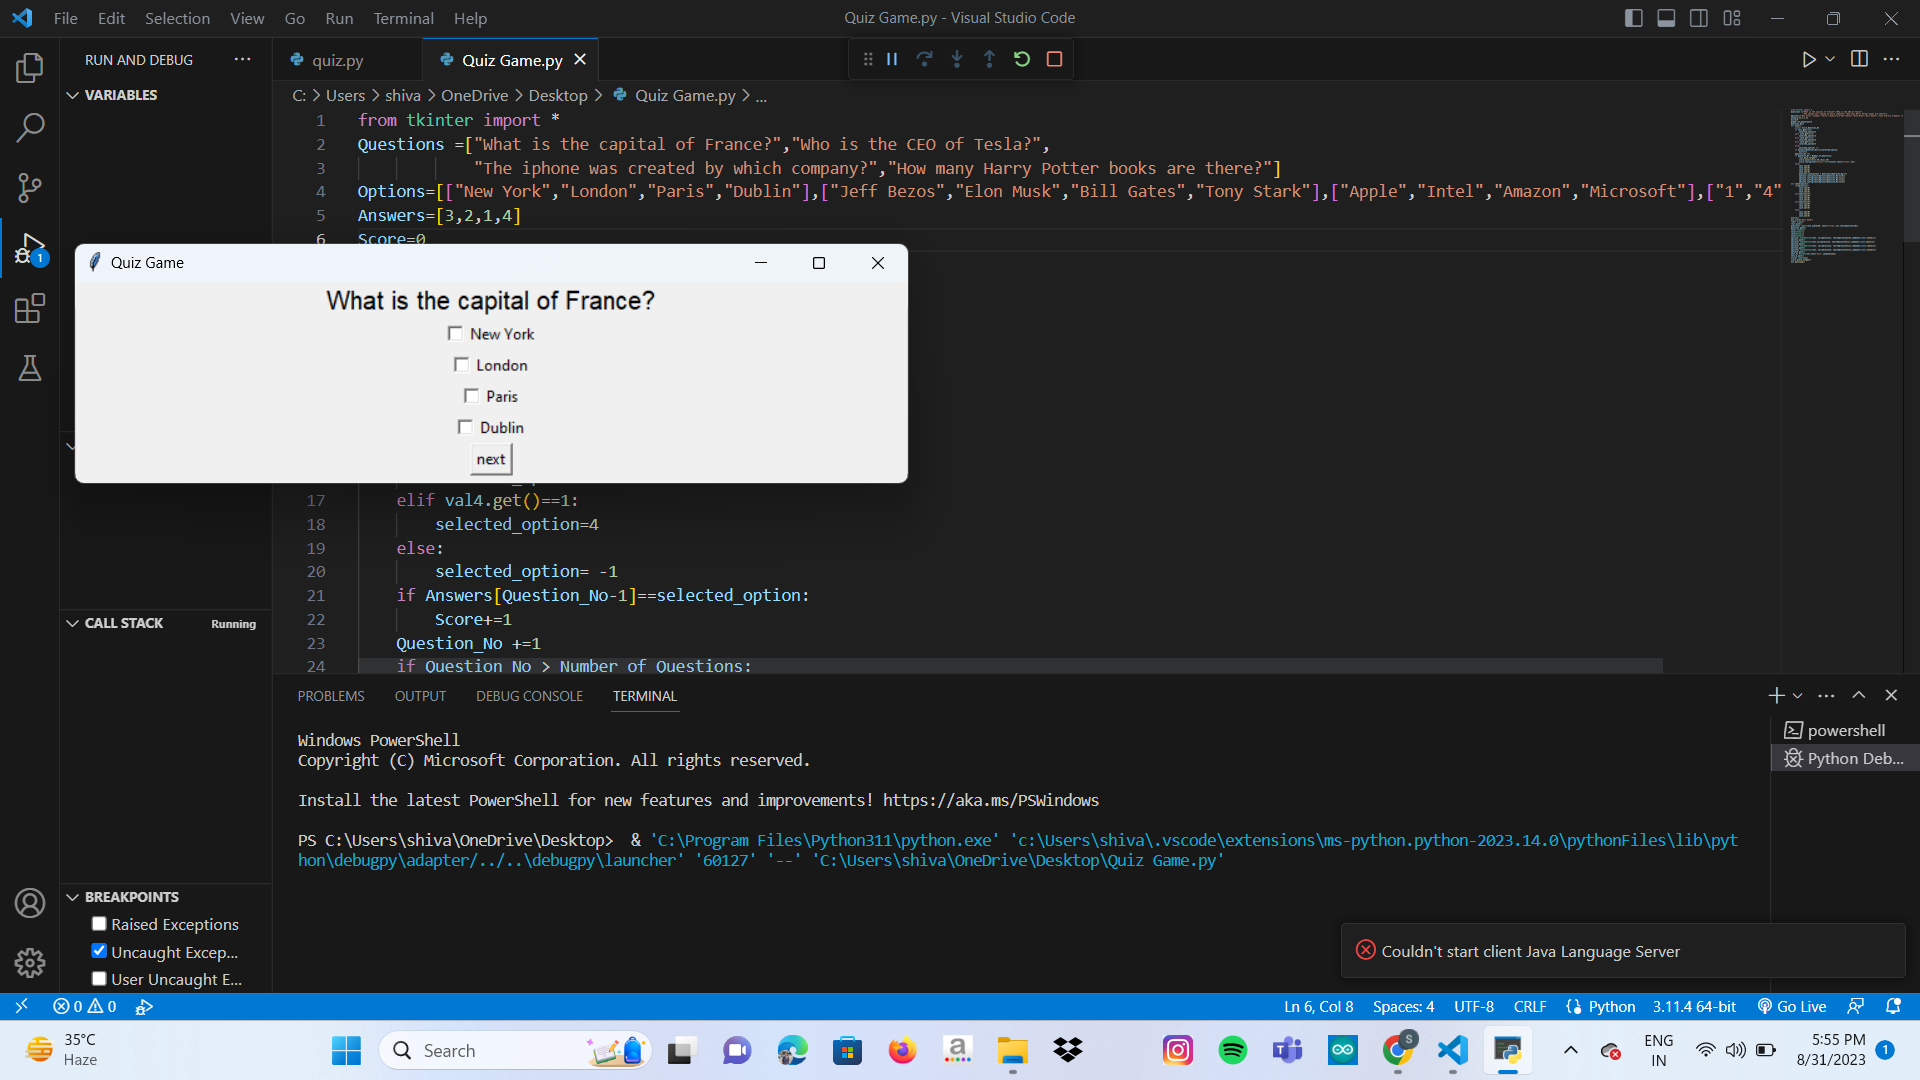 File Edit Selection View Go Run Terminal Help
Quiz Game.py - Visual Studio Code
RUN AND DEBUG
quiz.py
Quiz Game.py
VARIABLES
C: > Users > shiva > OneDrive > Desktop > Quiz Game.py > ...
1 from tkinter import *
2 Questions =["What is the capital of France?","Who is the CEO of Tesla?",
3 "The iphone was created by which company?","How many Harry Potter books are there?"]
4 Options=[["New York","London","Paris","Dublin"],["Jeff Bezos","Elon Musk","Bill Gates","Tony Stark"],["Apple","Intel","Amazon","Microsoft"],["1","4"
5 Answers=[3,2,1,4]
6 Score=0
Quiz Game
What is the capital of France?
New York
London
Paris
Dublin
next
17 elif val4.get()==1:
18 selected_option=4
19 else:
20 selected_option= -1
21 if Answers[Question_No-1]==selected_option:
22 Score+=1
23 Question_No +=1
24 if Question_No > Number_of_Questions:
CALL STACK Running
PROBLEMS OUTPUT DEBUG CONSOLE TERMINAL
Windows PowerShell
Copyright (C) Microsoft Corporation. All rights reserved.
Install the latest PowerShell for new features and improvements! https://aka.ms/PSWindows
PS C:\Users\shiva\OneDrive\Desktop> & 'C:\Program Files\Python311\python.exe' 'c:\Users\shiva\.vscode\extensions\ms-python.python-2023.14.0\pythonFiles\lib\pyt
hon\debugpy\adapter/../..\debugpy\launcher' '60127' '--' 'C:\Users\shiva\OneDrive\Desktop\Quiz Game.py'
powershell
Python Deb...
BREAKPOINTS
Raised Exceptions
Uncaught Excep...
User Uncaught E...
Couldn't start client Java Language Server
0 0
Ln 6, Col 8 Spaces: 4 UTF-8 CRLF Python 3.11.4 64-bit Go Live
35°C
Haze
Search
ENG
IN
5:55 PM
8/31/2023
1